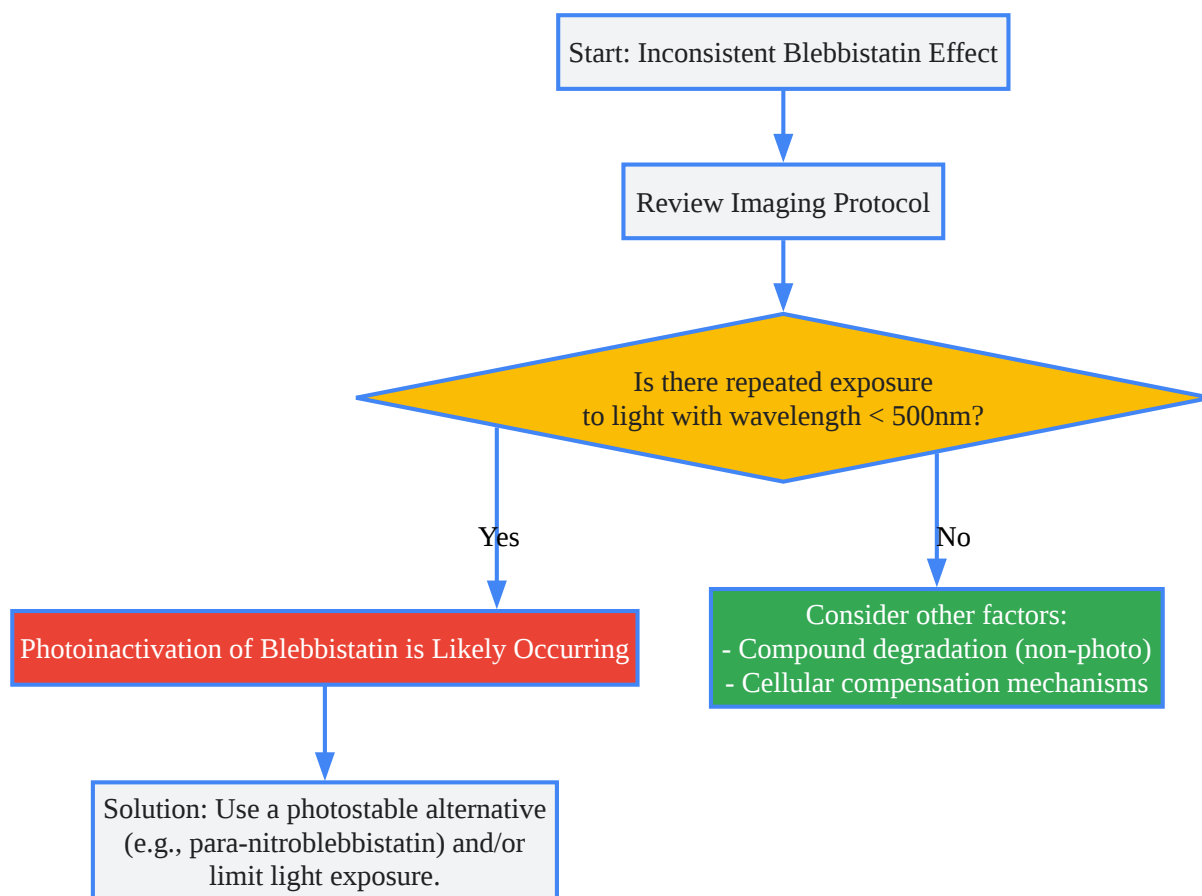 Start: Inconsistent Blebbistatin Effect
Review Imaging Protocol
Is there repeated exposure
to light with wavelength < 500nm?
Yes
No
Photoinactivation of Blebbistatin is Likely Occurring
Consider other factors:
- Compound degradation (non-photo)
- Cellular compensation mechanisms
Solution: Use a photostable alternative
(e.g., para-nitroblebbistatin) and/or
limit light exposure.